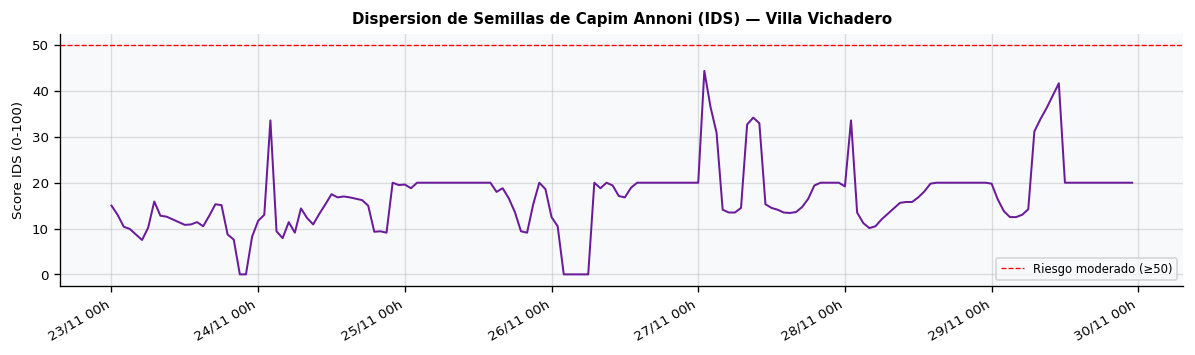 Dispersion de Semillas de Capim Annoni (IDS) — Villa Vichadero
Score IDS (0-100)
50
40
30
20
10
0
Riesgo moderado (≥50)
23/11 00h
24/11 00h
25/11 00h
26/11 00h
27/11 00h
28/11 00h
29/11 00h
30/11 00h